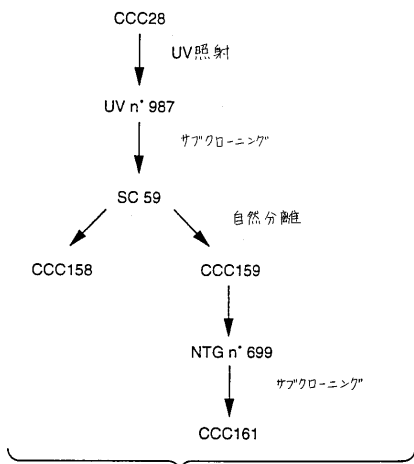 CCC28
UV照射
UV n° 987
サブクローニング
SC 59
自然分離
CCC158 CCC159
NTG n° 699
サブクローニング
CCC161